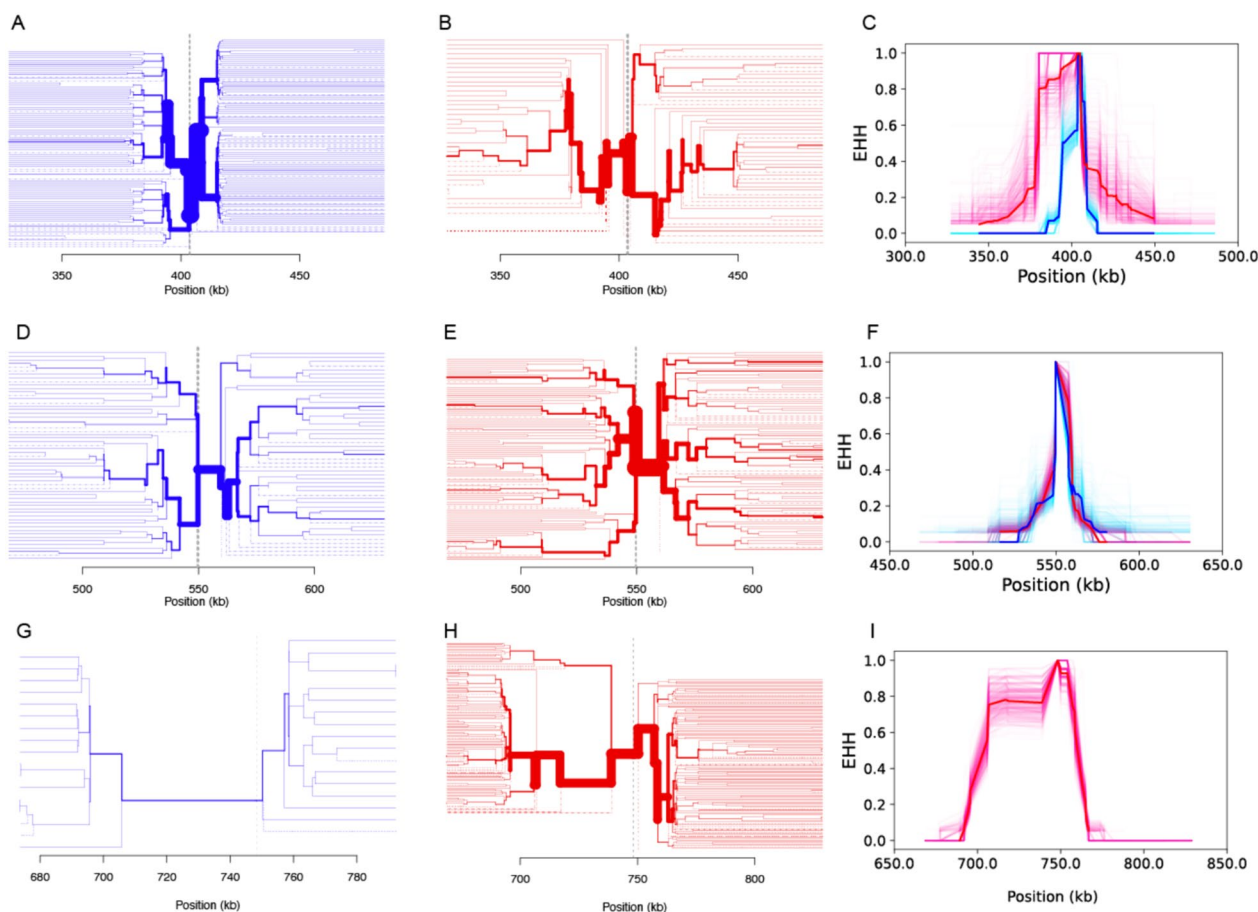 A
350 400 450
Position (kb)
B
350 400 450
Position (kb)
C
1.0
0.8
0.6
0.4
0.2
0.0
EHH
300.0 350.0 400.0 450.0 500.0
Position (kb)
D
500 550 600
Position (kb)
E
500 550 600
Position (kb)
F
1.0
0.8
0.6
0.4
0.2
0.0
EHH
450.0 500.0 550.0 600.0 650.0
Position (kb)
G
680 700 720 740 760 780
Position (kb)
H
700 750 800
Position (kb)
I
1.0
0.8
0.6
0.4
0.2
0.0
EHH
650.0 700.0 750.0 800.0 850.0
Position (kb)